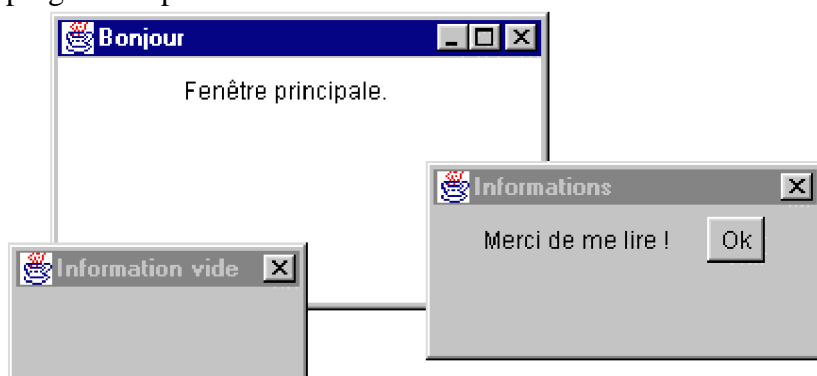 Bonjour
Fenêtre principale.
Informations
Merci de me lire !
Ok
Information vide